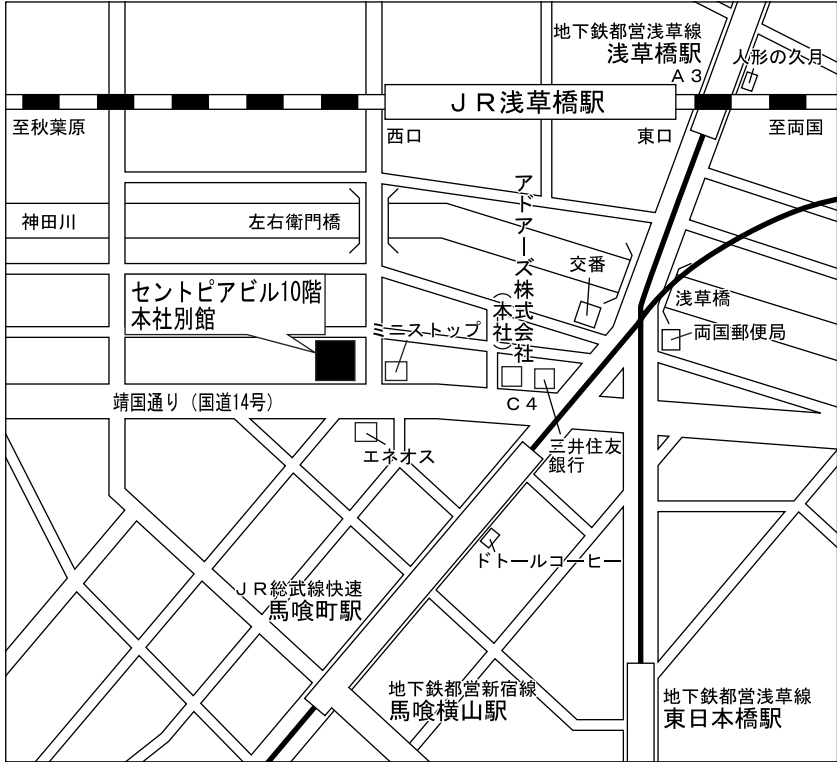 地下鉄都営浅草線
浅草橋駅
A3
人形の久月
JR浅草橋駅
至秋葉原
西口
東口
至両国
神田川
左右衛門橋
アドアーズ株式会社
(本社)
交番
浅草橋
両国郵便局
セントピアビル10階
本社別館
ミニストップ
靖国通り(国道14号)
C4
エネオス
三井住友
銀行
ドトールコーヒー
JR総武線快速
馬喰町駅
地下鉄都営新宿線
馬喰横山駅
地下鉄都営浅草線
東日本橋駅